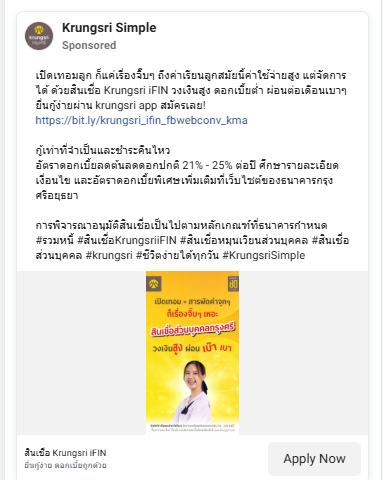 Krungsri Simple
Sponsored
เปิดเทอมลูก ก็แค่เรื่องจิ๊บๆ ถึงค่าเรียนลูกสมัยนี้ค่าใช้จ่ายสูง แต่จัดการ
ได้ ด้วยสินเชื่อ Krungsri iFIN วงเงินสูง ดอกเบี้ยต่ำ ผ่อนต่อเดือนเบาๆ
ยื่นกู้ง่ายผ่าน krungsri app สมัครเลย!
https://bit.ly/krungsri_ifin_fbwebconv_kma
กู้เท่าที่จำเป็นและชำระคืนไหว
อัตราดอกเบี้ยลดต้นลดดอกปกติ 21% - 25% ต่อปี ศึกษารายละเอียด
เงื่อนไข และอัตราดอกเบี้ยพิเศษเพิ่มเติมที่เว็บไซต์ของธนาคารกรุง
ศรีอยุธยา
การพิจารณาอนุมัติสินเชื่อเป็นไปตามหลักเกณฑ์ที่ธนาคารกำหนด
#รวมหนี้ #สินเชื่อKrungsriiFIN #สินเชื่อหมุนเวียนส่วนบุคคล #สินเชื่อ
ส่วนบุคคล #krungsri #ชีวิตง่ายได้ทุกวัน #KrungsriSimple
เปิดเทอม = สารพัดค่าจุกๆ
ก็เรื่องจิ๊บๆ เหอะ
สินเชื่อส่วนบุคคลกรุงศรี
วงเงินสูง ผ่อน เบ๊า เบา
สินเชื่อ Krungsri iFIN
ยื่นกู้ง่าย ดอกเบี้ยถูกด้วย
Apply Now